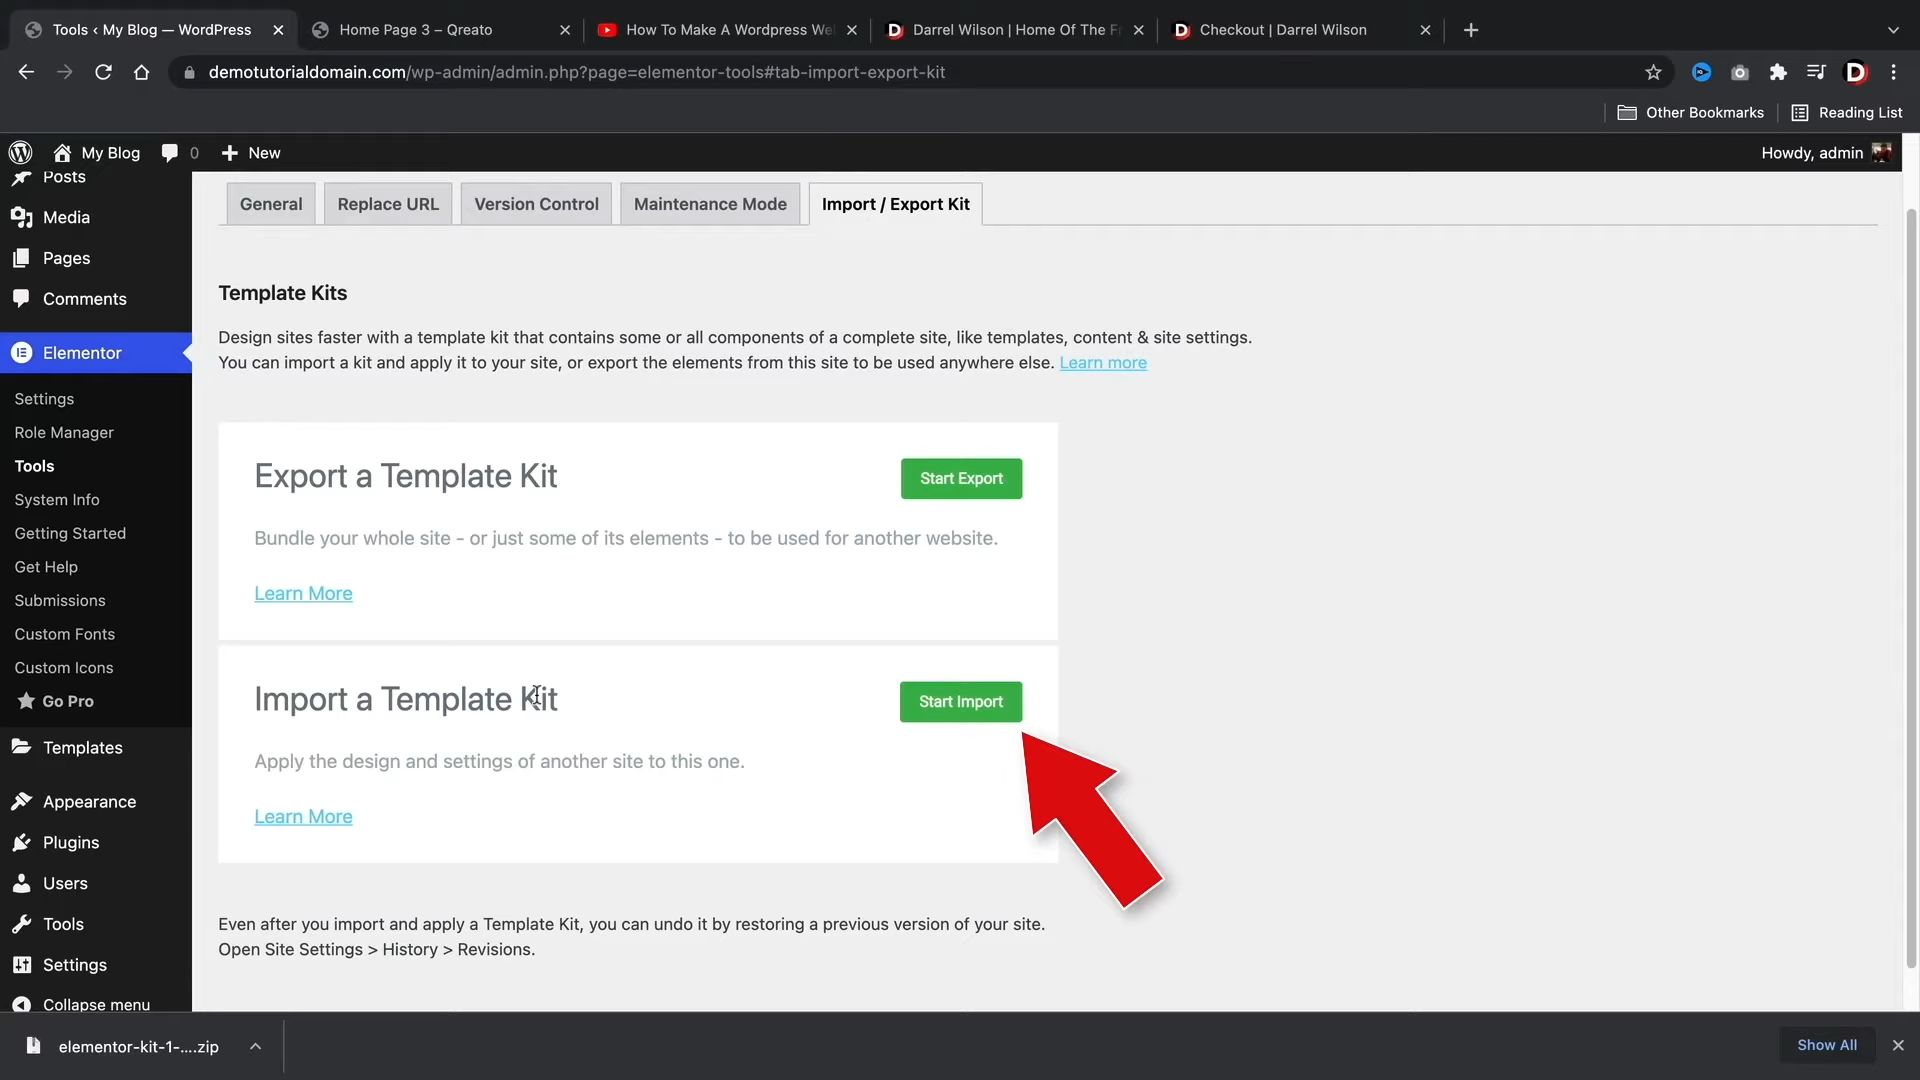 Tools ‹ My Blog — WordPress
Home Page 3 – Qreato
How To Make A Wordpress We
Darrel Wilson | Home Of The F
Checkout | Darrel Wilson
demotutorialdomain.com/wp-admin/admin.php?page=elementor-tools#tab-import-export-kit
Other Bookmarks
Reading List
My Blog
0
New
Howdy, admin
Posts
Media
Pages
Comments
Elementor
Settings
Role Manager
Tools
System Info
Getting Started
Get Help
Submissions
Custom Fonts
Custom Icons
Go Pro
Templates
Appearance
Plugins
Users
Tools
Settings
Collapse menu
General
Replace URL
Version Control
Maintenance Mode
Import / Export Kit
Template Kits
Design sites faster with a template kit that contains some or all components of a complete site, like templates, content & site settings.
You can import a kit and apply it to your site, or export the elements from this site to be used anywhere else. Learn more
Export a Template Kit
Start Export
Bundle your whole site - or just some of its elements - to be used for another website.
Learn More
Import a Template Kit
Start Import
Apply the design and settings of another site to this one.
Learn More
Even after you import and apply a Template Kit, you can undo it by restoring a previous version of your site.
Open Site Settings > History > Revisions.
elementor-kit-1-....zip
Show All